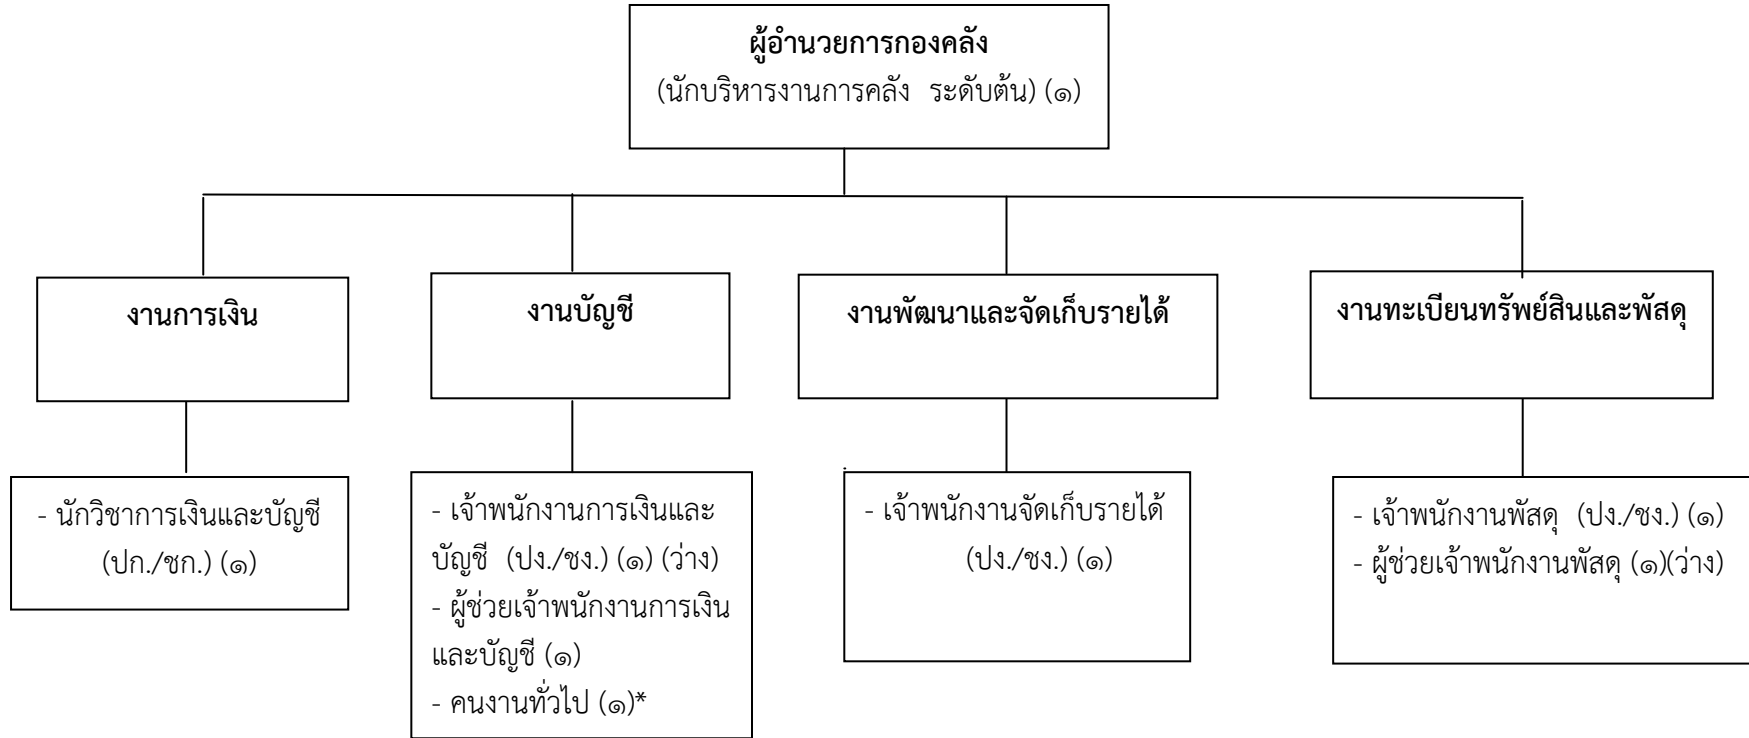 ผู้อำนวยการกองคลัง
(นักบริหารงานการคลัง ระดับต้น) (๑)
งานการเงิน
งานบัญชี
งานพัฒนาและจัดเก็บรายได้
งานทะเบียนทรัพย์สินและพัสดุ
- นักวิชาการเงินและบัญชี
(ปก./ชก.) (๑)
- เจ้าพนักงานการเงินและ
บัญชี (ปง./ชง.) (๑) (ว่าง)
- ผู้ช่วยเจ้าพนักงานการเงิน
และบัญชี (๑)
- คนงานทั่วไป (๑)*
- เจ้าพนักงานจัดเก็บรายได้
(ปง./ชง.) (๑)
- เจ้าพนักงานพัสดุ (ปง./ชง.) (๑)
- ผู้ช่วยเจ้าพนักงานพัสดุ (๑)(ว่าง)